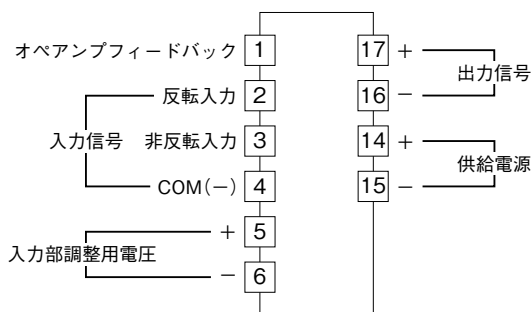 オペアンプフィードバック 1
反転入力 2
入力信号 非反転入力 3
COM(−) 4
+ 5
入力部調整用電圧
− 6
17 +
出力信号
16 −
14 +
供給電源
15 −